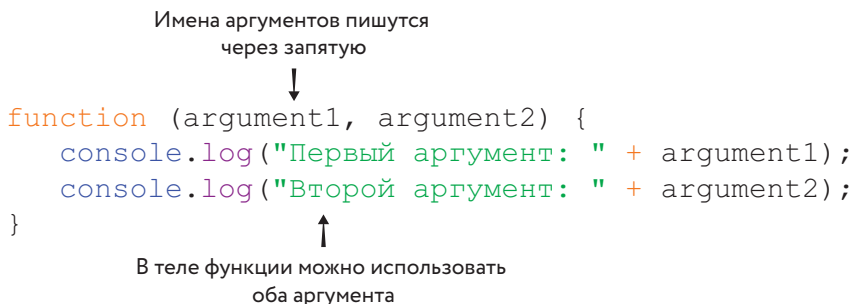 Имена аргументов пишутся
через запятую
function (argument1, argument2) {
console.log("Первый аргумент: " + argument1);
console.log("Второй аргумент: " + argument2);
}
В теле функции можно использовать
оба аргумента